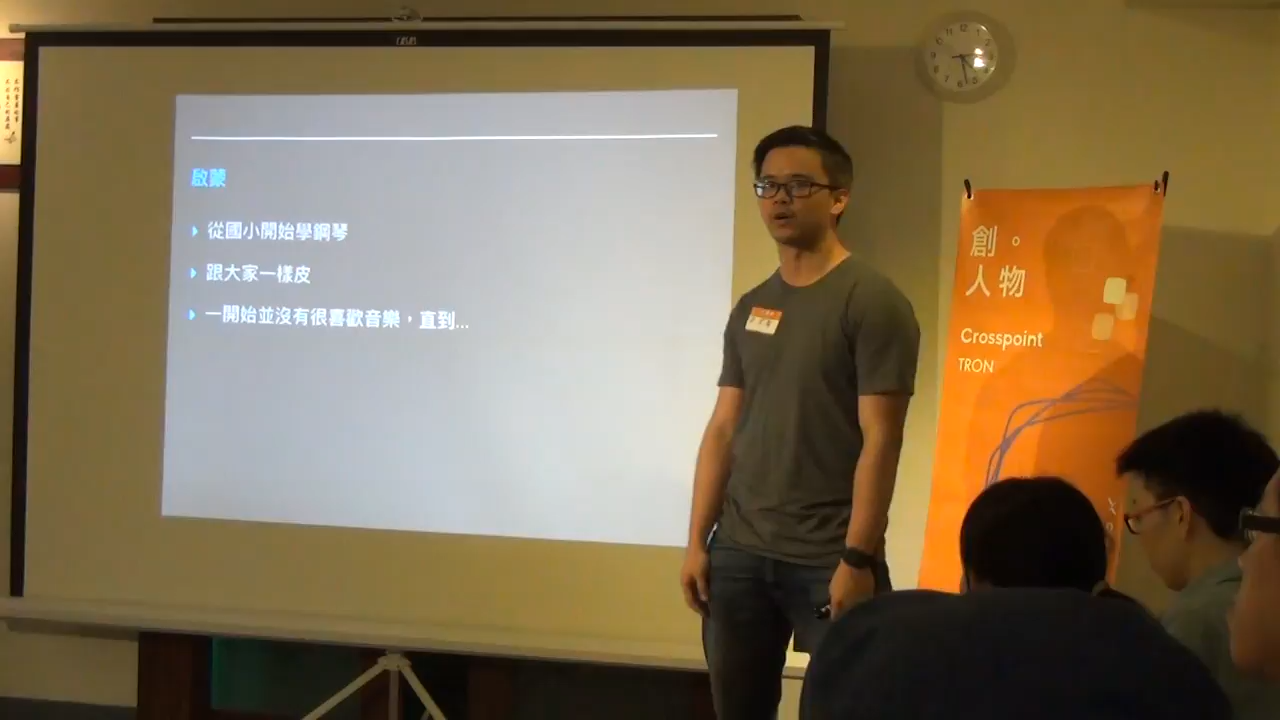 啟蒙
從國小開始學鋼琴
跟大家一樣皮
一開始並沒有很喜歡音樂，直到...
創。
人物
Crosspoint
TRON